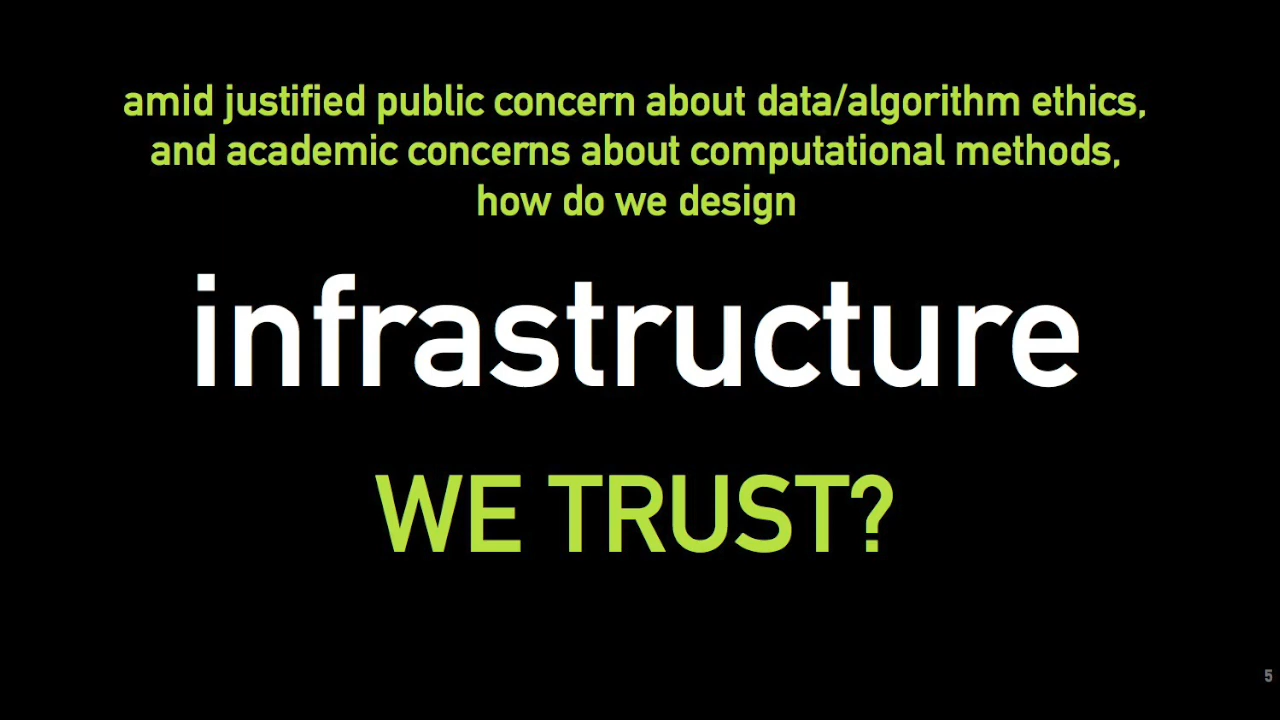 amid justified public concern about data/algorithm ethics,
and academic concerns about computational methods,
how do we design
infrastructure
WE TRUST?
5